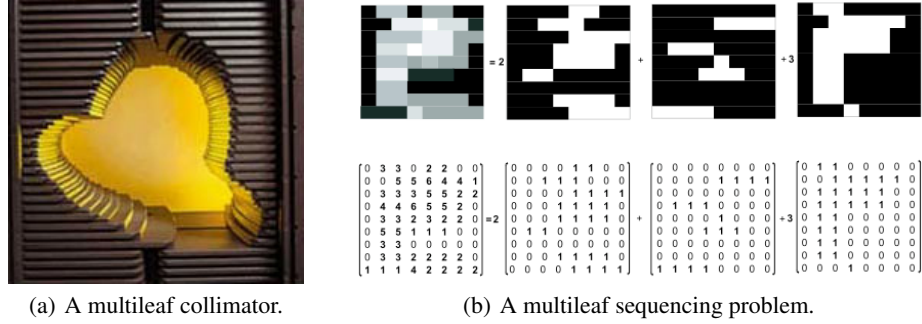 = 2 + + 3
0 3 3 0 2 2 0 0 0 0 0 0 1 1 0 0 0 0 0 0 0 0 0 0 0 1 1 0 0 0 0 0
0 0 5 5 6 4 4 1 0 0 1 1 1 0 0 0 0 0 0 0 1 1 1 1 0 0 1 1 1 1 1 0
0 3 3 3 5 5 2 2 0 0 0 0 1 1 1 1 0 0 0 0 0 0 0 0 0 1 1 1 1 1 0 0
0 4 4 6 5 5 2 0 0 0 0 1 1 1 1 0 0 1 1 1 0 0 0 0 0 1 1 1 1 1 0 0
0 3 3 2 3 2 2 0 =2 0 0 0 1 1 1 1 0 + 0 0 0 0 1 0 0 0 +3 0 1 1 0 0 0 0 0
0 5 5 1 1 1 0 0 0 1 1 0 0 0 0 0 0 0 0 1 1 1 0 0 0 1 1 0 0 0 0 0
0 3 3 0 0 0 0 0 0 0 0 0 0 0 0 0 0 0 0 0 0 0 0 0 0 1 1 0 0 0 0 0
0 3 3 2 2 2 2 0 0 0 0 1 1 1 1 0 0 0 0 0 0 0 0 0 0 1 1 0 0 0 0 0
1 1 1 4 2 2 2 2 0 0 0 0 1 1 1 1 1 1 1 1 0 0 0 0 0 0 0 1 0 0 0 0
(a) A multileaf collimator.
(b) A multileaf sequencing problem.